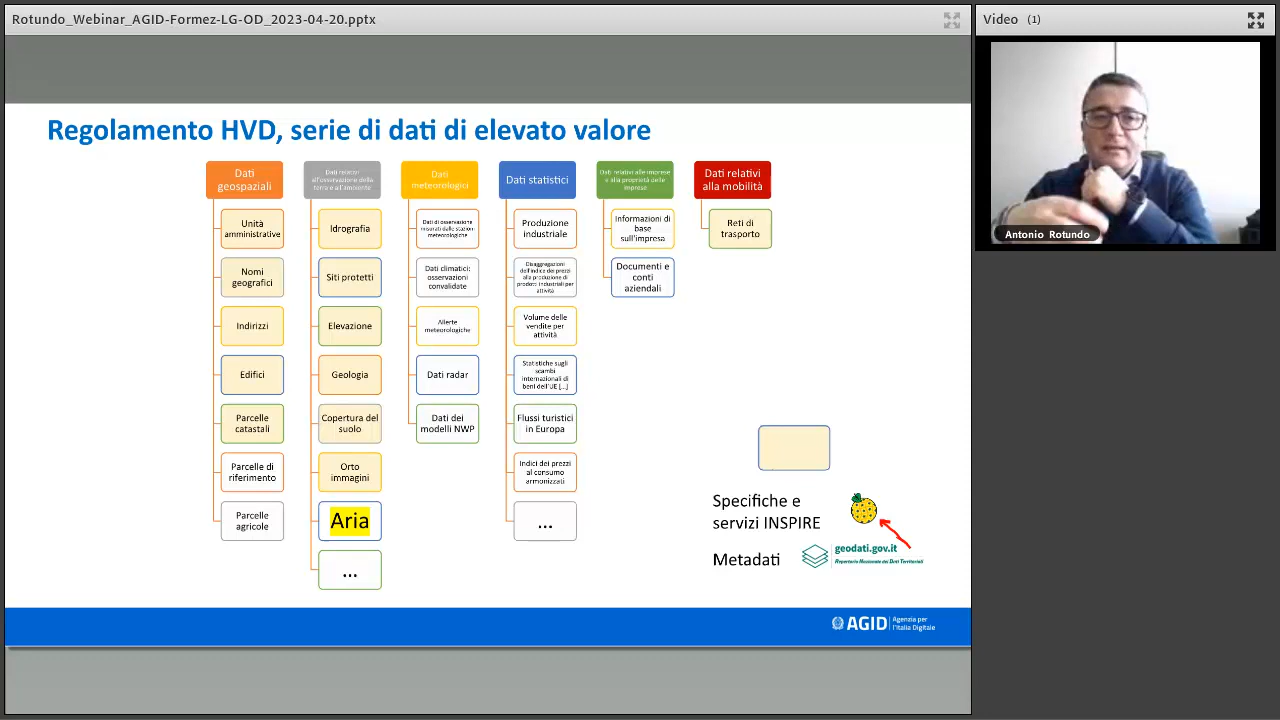 Rotundo_Webinar_AGID-Formez-LG-OD_2023-04-20.pptx
Video (1)
Antonio Rotundo
Regolamento HVD, serie di dati di elevato valore
Dati
geospaziali
Unità
amministrative
Nomi
geografici
Indirizzi
Edifici
Parcelle
catastali
Parcelle di
riferimento
Parcelle
agricole
Dati relativi
all'osservazione della
terra e all'ambiente
Idrografia
Siti protetti
Elevazione
Geologia
Copertura del
suolo
Orto
immagini
Aria
...
Dati
meteorologici
Dati di osservazione
misurati dalle stazioni
meteorologiche
Dati climatici:
osservazioni
convalidate
Allerte
meteorologiche
Dati radar
Dati dei
modelli NWP
Dati statistici
Produzione
industriale
Disaggregazioni
dell'indice dei prezzi
alla produzione di
prodotti industriali per
attività
Volume delle
vendite per
attività
Statistiche sugli
scambi
internazionali di
beni dell'UE [...]
Flussi turistici
in Europa
Indici dei prezzi
al consumo
armonizzati
...
Dati relativi alle imprese
e alla proprietà delle
imprese
Informazioni di
base
sull'impresa
Documenti e
conti
aziendali
Dati relativi
alla mobilità
Reti di
trasporto
Specifiche e
servizi INSPIRE
Metadati
geodati.gov.it
Repertorio Nazionale dei Dati Territoriali
AGID
Agenzia per
l'Italia Digitale